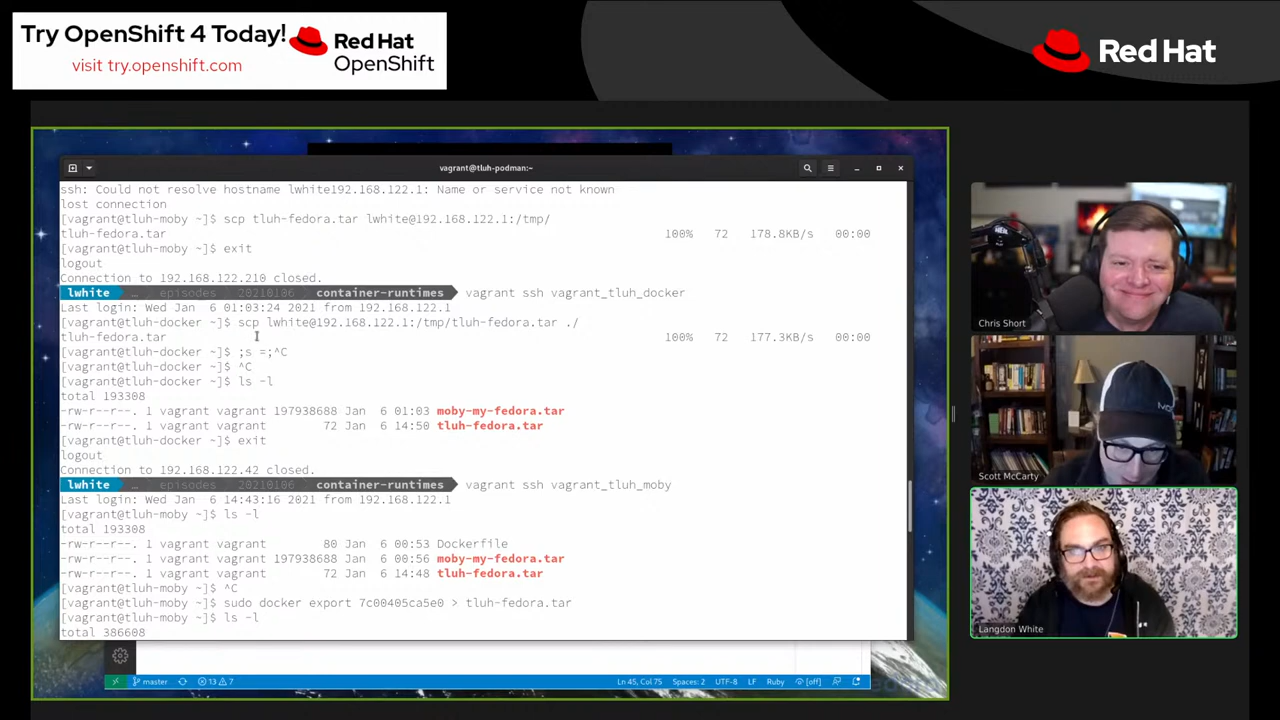 Try OpenShift 4 Today!
visit try.openshift.com
Red Hat
OpenShift
Red Hat
vagrant@tluh-podman:~
ssh: Could not resolve hostname lwhite192.168.122.1: Name or service not known
lost connection
[vagrant@tluh-moby ~]$ scp tluh-fedora.tar lwhite@192.168.122.1:/tmp/
tluh-fedora.tar 100% 72 178.8KB/s 00:00
[vagrant@tluh-moby ~]$ exit
logout
Connection to 192.168.122.210 closed.
lwhite … episodes 20210106 container-runtimes vagrant ssh vagrant_tluh_docker
Last login: Wed Jan 6 01:03:24 2021 from 192.168.122.1
[vagrant@tluh-docker ~]$ scp lwhite@192.168.122.1:/tmp/tluh-fedora.tar ./
tluh-fedora.tar 100% 72 177.3KB/s 00:00
[vagrant@tluh-docker ~]$ ;s =;^C
[vagrant@tluh-docker ~]$ ^C
[vagrant@tluh-docker ~]$ ls -l
total 193308
-rw-r--r--. 1 vagrant vagrant 197938688 Jan 6 01:03 moby-my-fedora.tar
-rw-r--r--. 1 vagrant vagrant 72 Jan 6 14:50 tluh-fedora.tar
[vagrant@tluh-docker ~]$ exit
logout
Connection to 192.168.122.42 closed.
lwhite … episodes 20210106 container-runtimes vagrant ssh vagrant_tluh_moby
Last login: Wed Jan 6 14:43:16 2021 from 192.168.122.1
[vagrant@tluh-moby ~]$ ls -l
total 193308
-rw-r--r--. 1 vagrant vagrant 80 Jan 6 00:53 Dockerfile
-rw-r--r--. 1 vagrant vagrant 197938688 Jan 6 00:56 moby-my-fedora.tar
-rw-r--r--. 1 vagrant vagrant 72 Jan 6 14:48 tluh-fedora.tar
[vagrant@tluh-moby ~]$ ^C
[vagrant@tluh-moby ~]$ sudo docker export 7c00405ca5e0 > tluh-fedora.tar
[vagrant@tluh-moby ~]$ ls -l
total 386608
master 13 7 Ln 45, Col 75 Spaces: 2 UTF-8 LF Ruby [off]
Chris Short
Scott McCarty
Langdon White